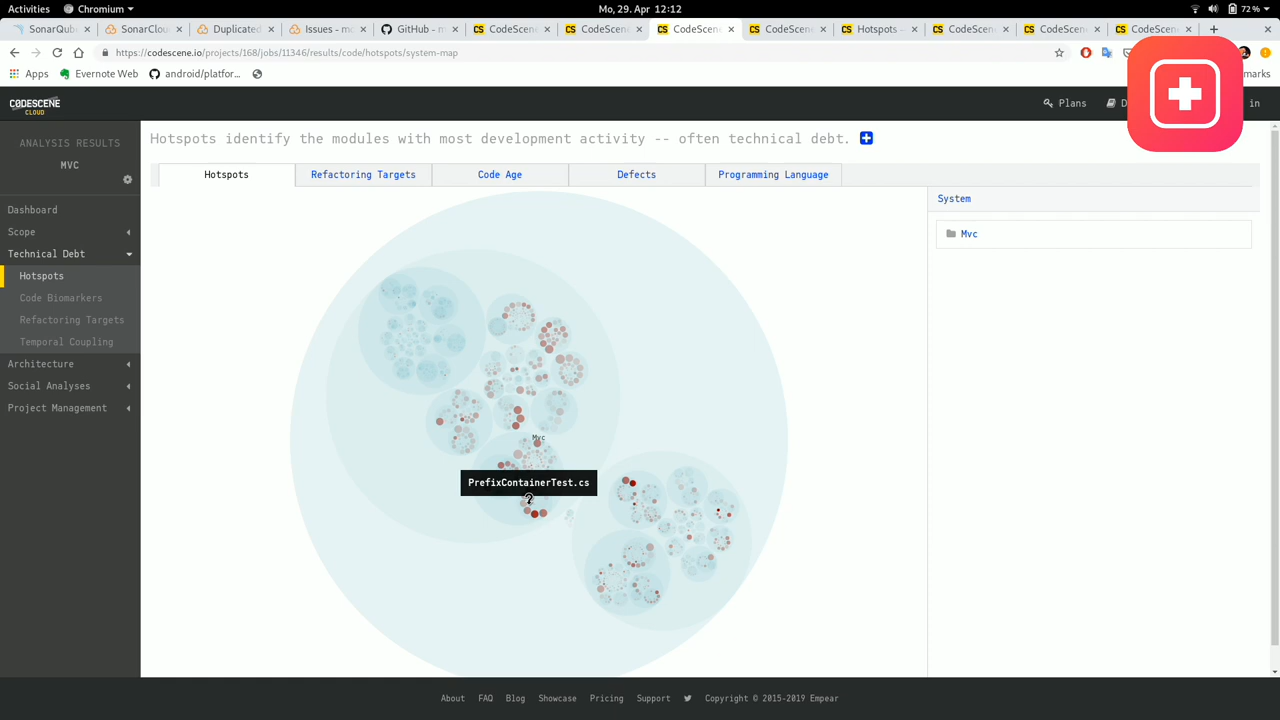 Activities Chromium Mo, 29. Apr 12:12 72%
SonarQub SonarClou Duplicated Issues - mo GitHub - n CodeScene CodeScene CodeScene CodeScene Hotspots - CodeScene CodeScene CodeScene
https://codescene.io/projects/168/jobs/11346/results/code/hotspots/system-map
Apps Evernote Web android/platfor... marks
CODESCENE
CLOUD
Plans D in
ANALYSIS RESULTS
MVC
Dashboard
Scope
Technical Debt
Hotspots
Code Biomarkers
Refactoring Targets
Temporal Coupling
Architecture
Social Analyses
Project Management
Hotspots identify the modules with most development activity -- often technical debt.
Hotspots Refactoring Targets Code Age Defects Programming Language
Mvc
PrefixContainerTest.cs
System
Mvc
About FAQ Blog Showcase Pricing Support Copyright © 2015-2019 Empear